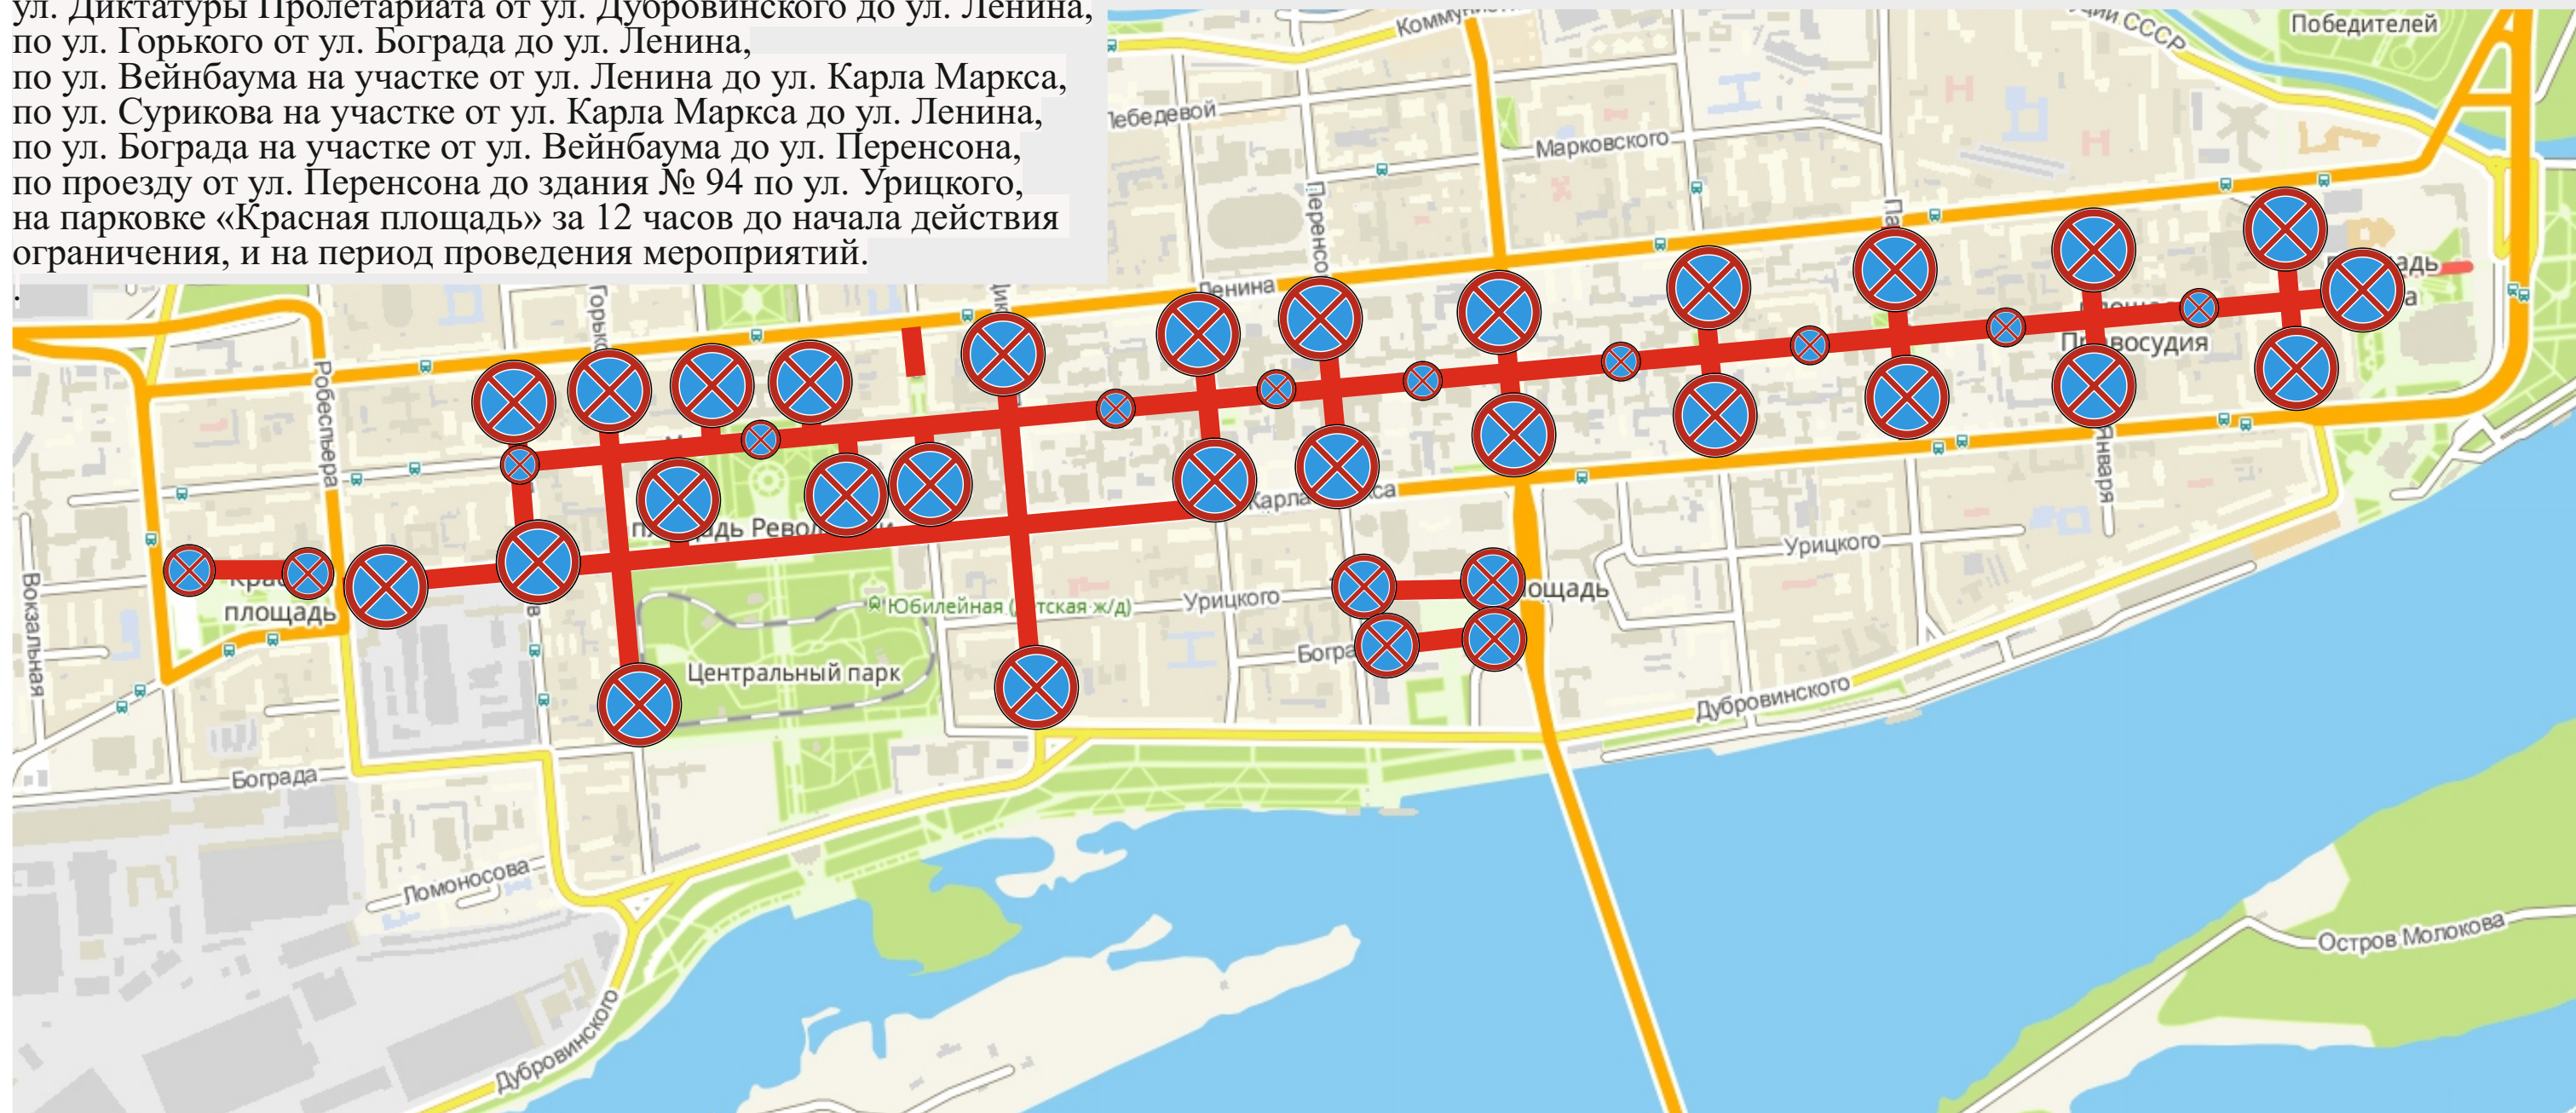 ул. Диктатуры Пролетариата от ул. Дубровинского до ул. Ленина,
по ул. Горького от ул. Бограда до ул. Ленина,
по ул. Вейнбаума на участке от ул. Ленина до ул. Карла Маркса,
по ул. Сурикова на участке от ул. Карла Маркса до ул. Ленина,
по ул. Бограда на участке от ул. Вейнбаума до ул. Перенсона,
по проезду от ул. Перенсона до здания № 94 по ул. Урицкого,
на парковке «Красная площадь» за 12 часов до начала действия
ограничения, и на период проведения мероприятий.
.
СССР
Победителей
Марковского
Ленина
Робеспьера
Правосудия
Января
Карла
Урицкого
площадь
Юбилейная
Урицкого
Вокзальная
Центральный парк
Дубровинского
Бограда
Ломоносова
Остров Молокова
Дубровинского